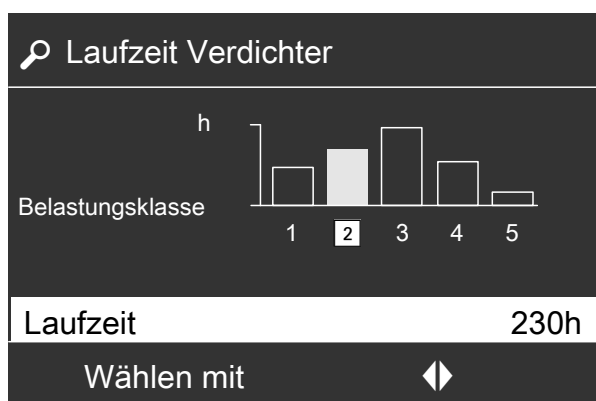 Laufzeit Verdichter
h
Belastungsklasse
1 2 3 4 5
Laufzeit 230h
Wählen mit